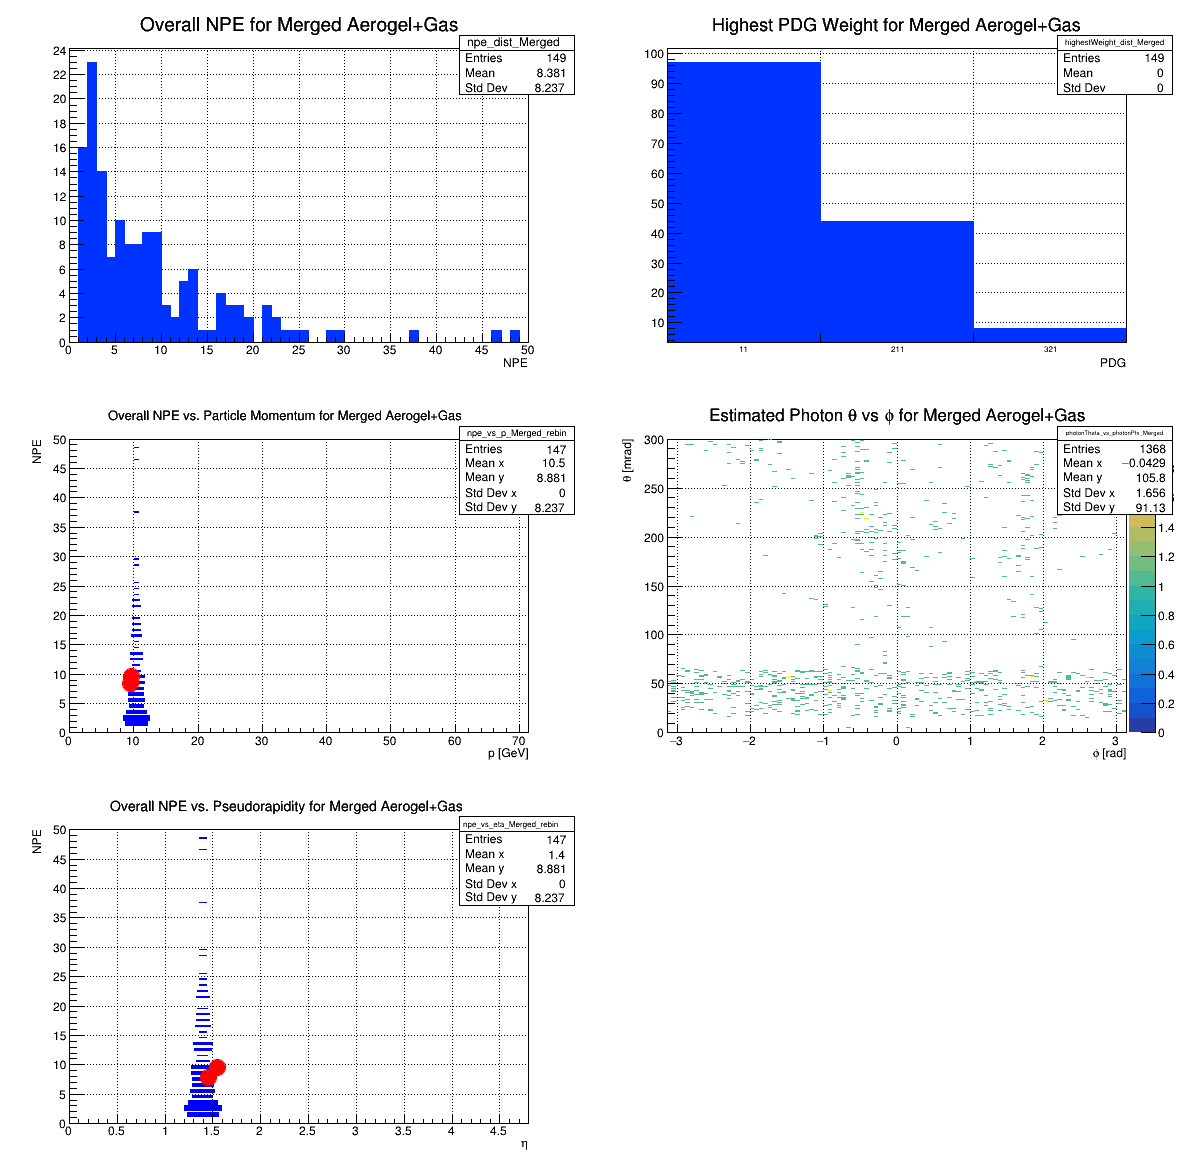 Overall NPE for Merged Aerogel+Gas
npe_dist_Merged
Entries 149
Mean 8.381
Std Dev 8.237
24
22
20
18
16
14
12
10
8
6
4
2
0
0 5 10 15 20 25 30 35 40 45 50
NPE
Highest PDG Weight for Merged Aerogel+Gas
highestWeight_dist_Merged
Entries 149
Mean 0
Std Dev 0
100
90
80
70
60
50
40
30
20
10
11 211 321
PDG
Overall NPE vs. Particle Momentum for Merged Aerogel+Gas
npe_vs_p_Merged_rebin
Entries 147
Mean x 10.5
Mean y 8.881
Std Dev x 0
Std Dev y 8.237
NPE
50
45
40
35
30
25
20
15
10
5
0
0 10 20 30 40 50 60 70
p [GeV]
Estimated Photon θ vs ϕ for Merged Aerogel+Gas
photonTheta_vs_photonPhi_Merged
Entries 1368
Mean x −0.0429
Mean y 105.8
Std Dev x 1.656
Std Dev y 91.13
θ [mrad]
300
250
200
150
100
50
0
−3 −2 −1 0 1 2 3
ϕ [rad]
1.4
1.2
1
0.8
0.6
0.4
0.2
0
Overall NPE vs. Pseudorapidity for Merged Aerogel+Gas
npe_vs_eta_Merged_rebin
Entries 147
Mean x 1.4
Mean y 8.881
Std Dev x 0
Std Dev y 8.237
NPE
50
45
40
35
30
25
20
15
10
5
0
0 0.5 1 1.5 2 2.5 3 3.5 4 4.5
η